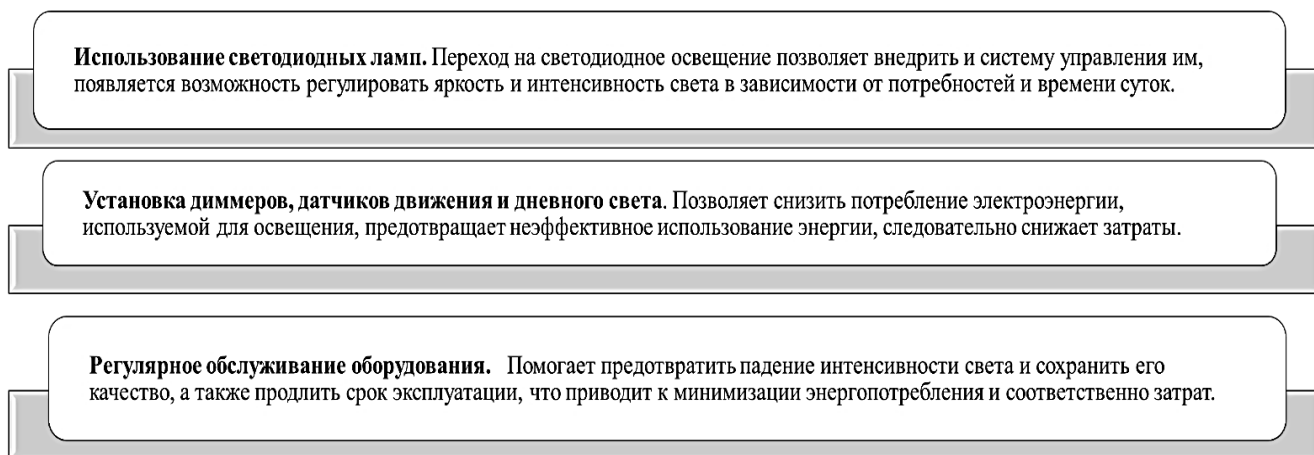 Использование светодиодных ламп. Переход на светодиодное освещение позволяет внедрить и систему управления им,
появляется возможность регулировать яркость и интенсивность света в зависимости от потребностей и времени суток.
Установка диммеров, датчиков движения и дневного света. Позволяет снизить потребление электроэнергии,
используемой для освещения, предотвращает неэффективное использование энергии, следовательно снижает затраты.
Регулярное обслуживание оборудования. Помогает предотвратить падение интенсивности света и сохранить его
качество, а также продлить срок эксплуатации, что приводит к минимизации энергопотребления и соответственно затрат.